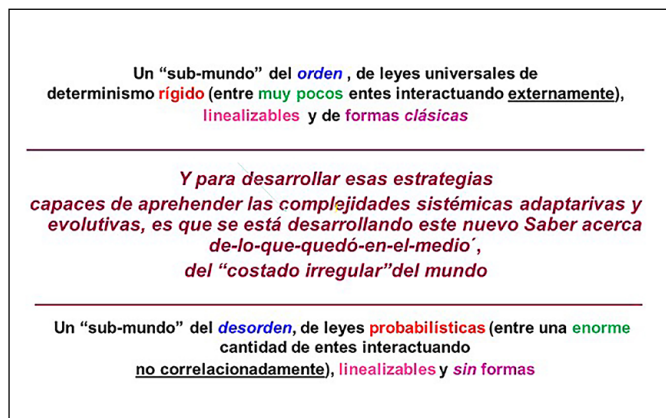 Un “sub-mundo” del orden , de leyes universales de
determinismo rígido (entre muy pocos entes interactuando externamente),
linealizables y de formas clásicas
Y para desarrollar esas estrategias
capaces de aprehender las complejidades sistémicas adaptarivas y
evolutivas, es que se está desarrollando este nuevo Saber acerca
de-lo-que-quedó-en-el-medio´,
del “costado irregular”del mundo
Un “sub-mundo” del desorden, de leyes probabilísticas (entre una enorme
cantidad de entes interactuando
no correlacionadamente), linealizables y sin formas